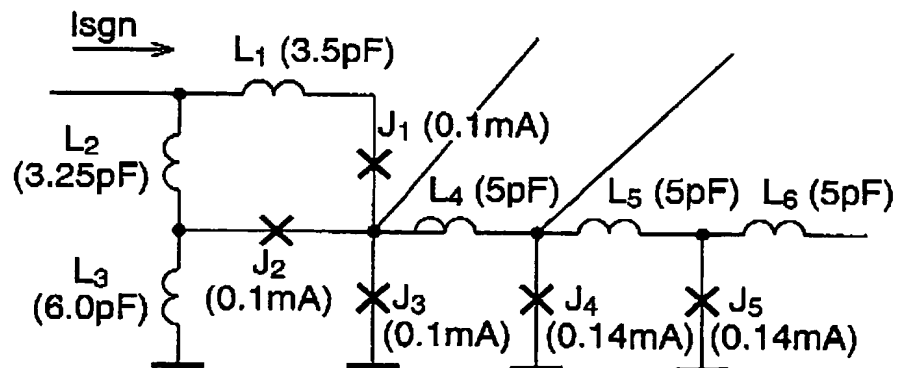 Isgn
L₁ (3.5pF)
L₂
(3.25pF)
J₁ (0.1mA)
L₄ (5pF)
L₅ (5pF)
L₆ (5pF)
J₂
(0.1mA)
L₃
(6.0pF)
J₃
(0.1mA)
J₄
(0.14mA)
J₅
(0.14mA)